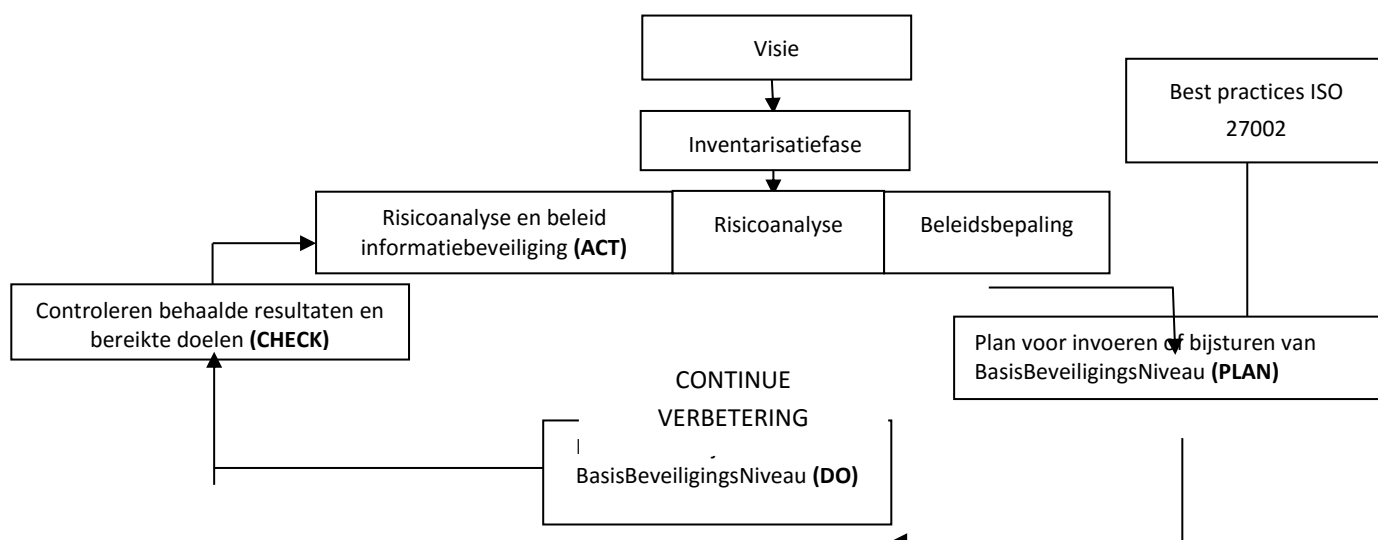 Visie
Best practices ISO
27002
Inventarisatiefase
Risicoanalyse en beleid
informatiebeveiliging (ACT)
Risicoanalyse
Beleidsbepaling
Controleren behaalde resultaten en
bereikte doelen (CHECK)
Plan voor invoeren of bijsturen van
BasisBeveiligingsNiveau (PLAN)
CONTINUE
VERBETERING
BasisBeveiligingsNiveau (DO)